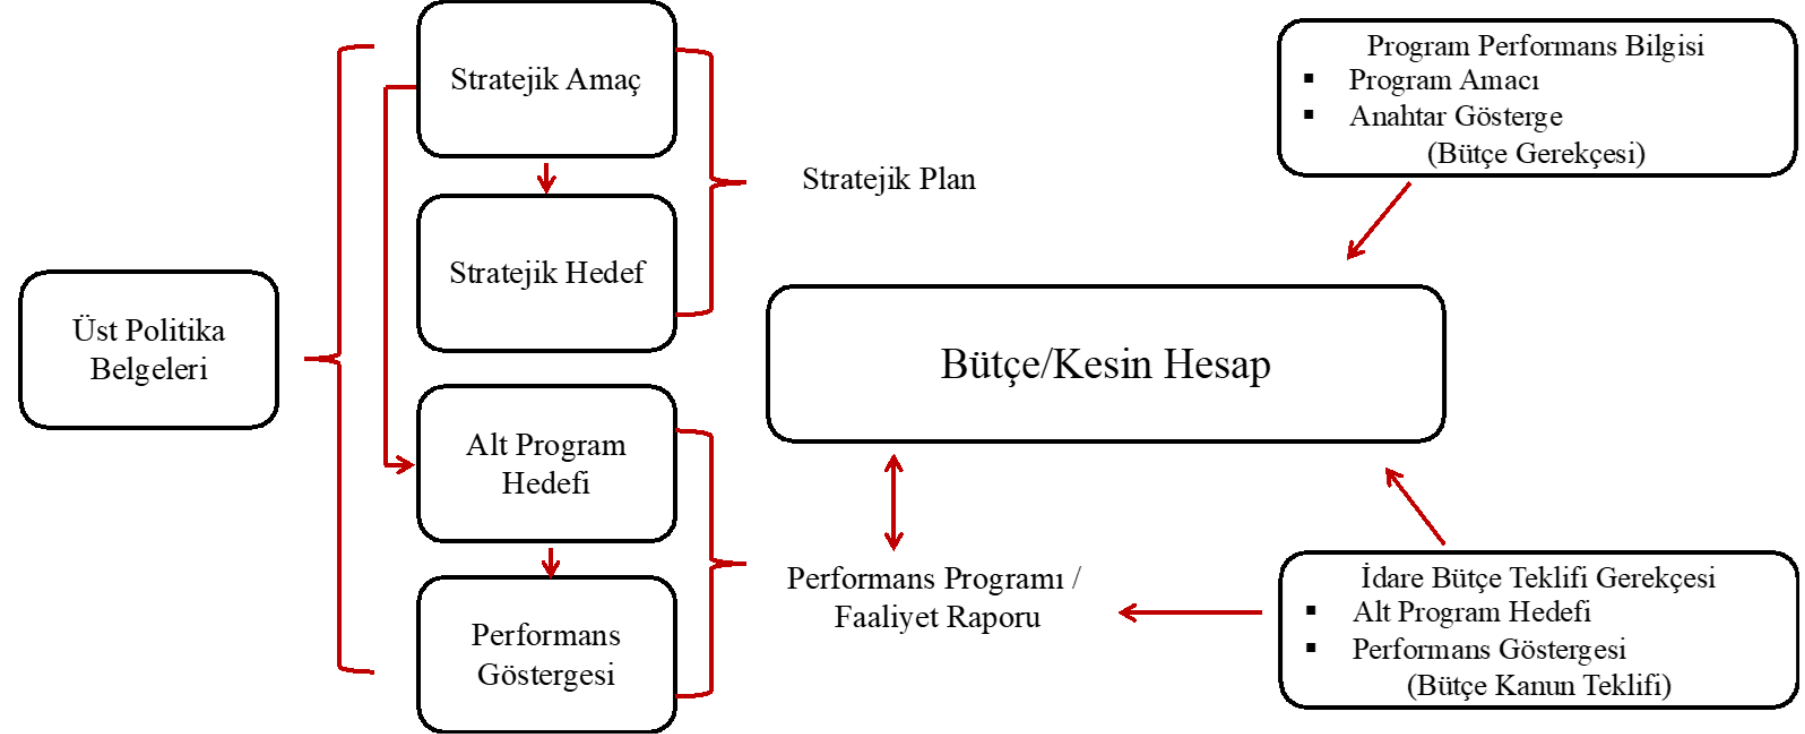 Üst Politika
Belgeleri
Stratejik Amaç
Stratejik Hedef
Alt Program
Hedefi
Performans
Göstergesi
Stratejik Plan
Bütçe/Kesin Hesap
Performans Programı /
Faaliyet Raporu
Program Performans Bilgisi
▪ Program Amacı
▪ Anahtar Gösterge
(Bütçe Gerekçesi)
İdare Bütçe Teklifi Gerekçesi
▪ Alt Program Hedefi
▪ Performans Göstergesi
(Bütçe Kanun Teklifi)